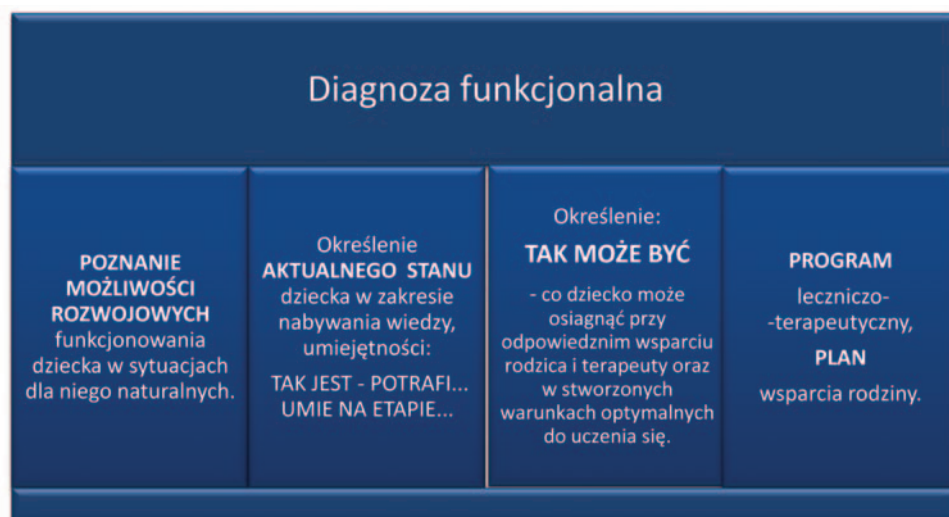 Diagnoza funkcjonalna
POZNANIE
MOŻLIWOŚCI
ROZWOJOWYCH
funkcjonowania
dziecka w sytuacjach
dla niego naturalnych.
Określenie
AKTUALNEGO STANU
dziecka w zakresie
nabywania wiedzy,
umiejętności:
TAK JEST - POTRAFI...
UMIE NA ETAPIE...
Określenie:
TAK MOŻE BYĆ
- co dziecko może
osiagnąć przy
odpowiedznim wsparciu
rodzica i terapeuty oraz
w stworzonych
warunkach optymalnych
do uczenia się.
PROGRAM
leczniczo-
-terapeutyczny,
PLAN
wsparcia rodziny.